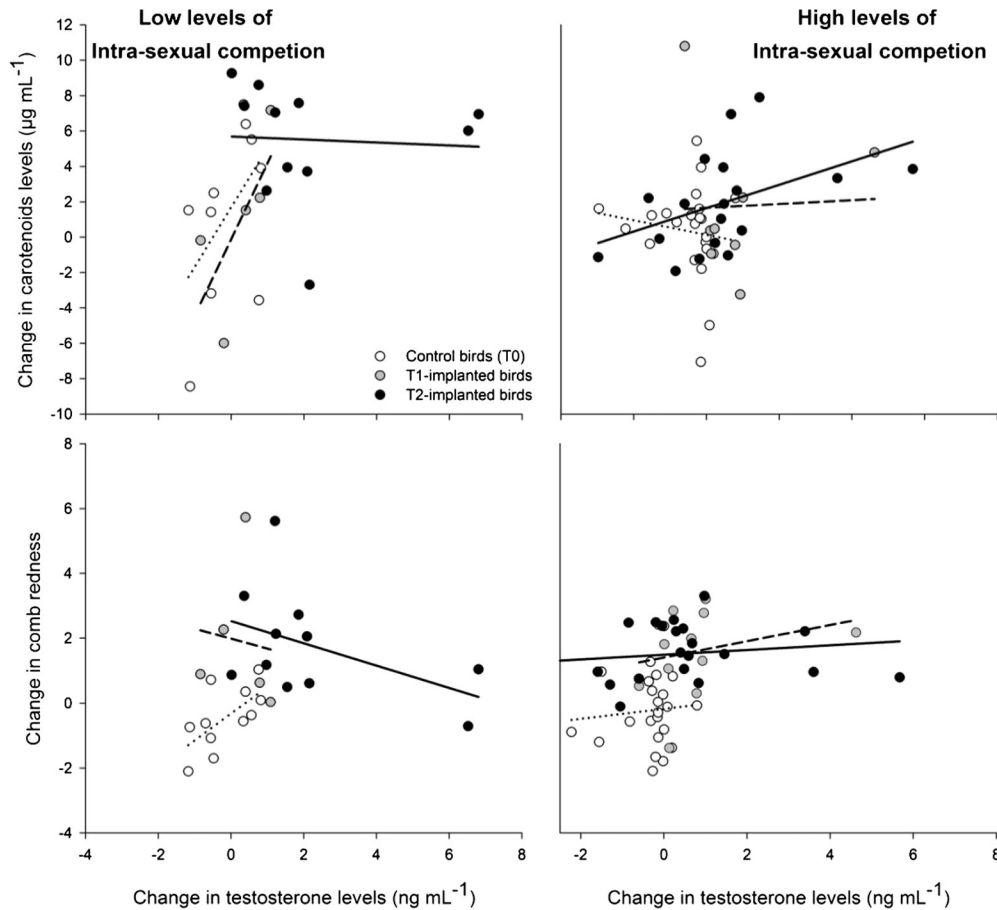 Low levels of
Intra-sexual competion
High levels of
Intra-sexual competion
Change in carotenoids levels (µg mL⁻¹)
12
10
8
6
4
2
0
-2
-4
-6
-8
-10
Control birds (T0)
T1-implanted birds
T2-implanted birds
Change in comb redness
8
6
4
2
0
-2
-4
-4
0
4
8
-2
0
2
4
6
8
Change in testosterone levels (ng mL⁻¹)
Change in testosterone levels (ng mL⁻¹)